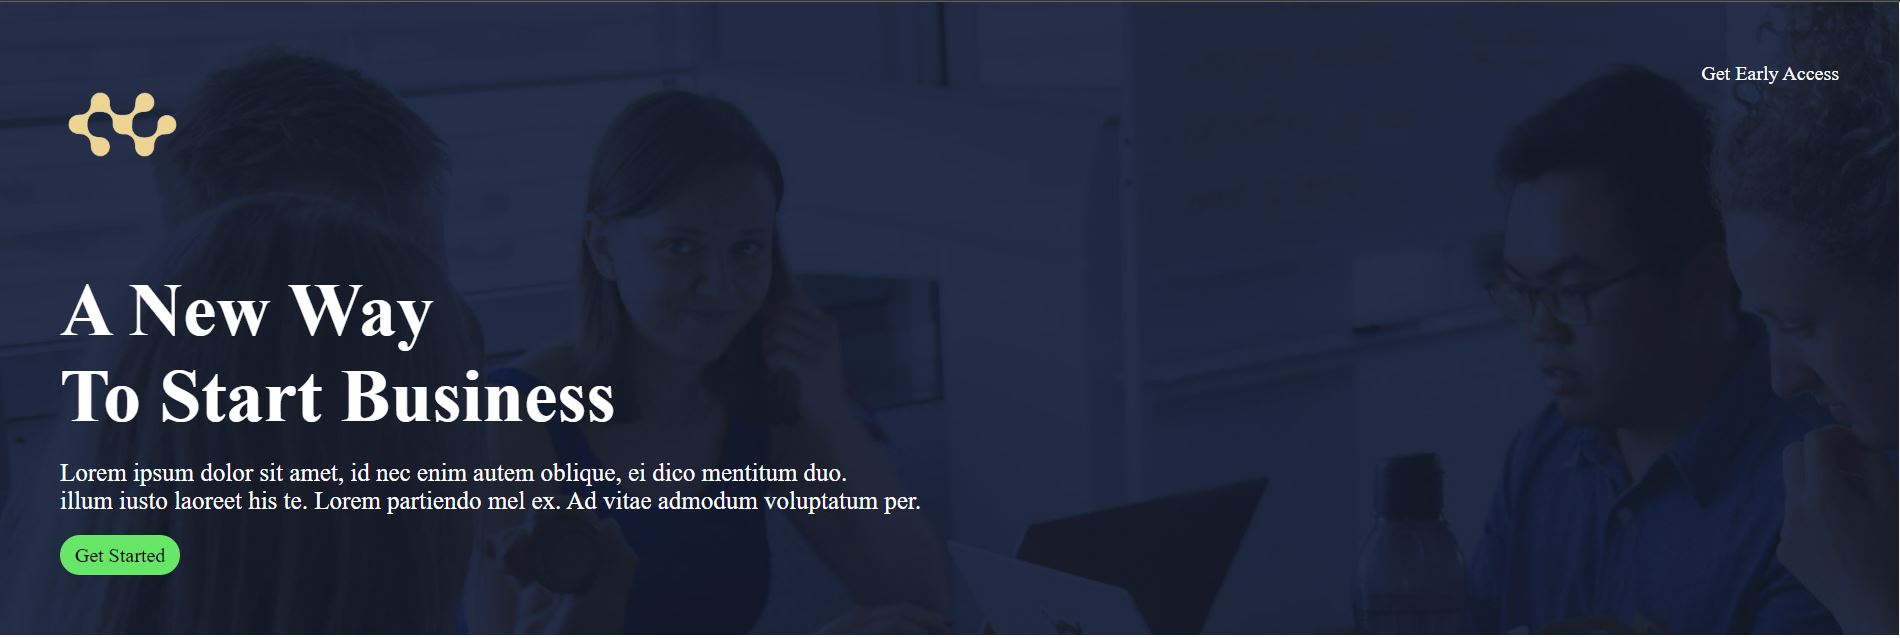 Get Early Access
A New Way
To Start Business
Lorem ipsum dolor sit amet, id nec enim autem oblique, ei dico mentitum duo.
illum iusto laoreet his te. Lorem partiendo mel ex. Ad vitae admodum voluptatum per.
Get Started